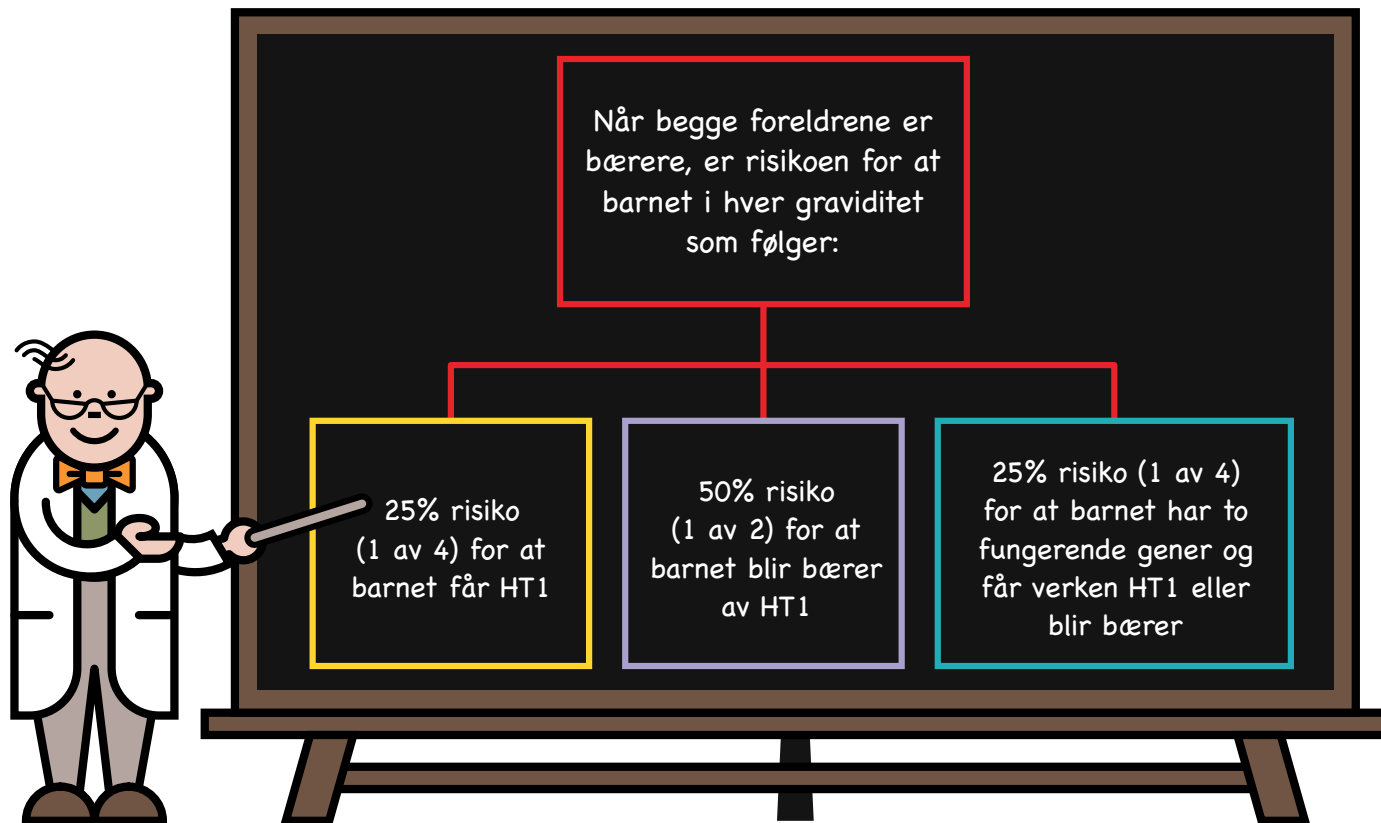 Når begge foreldrene er
bærere, er risikoen for at
barnet i hver graviditet
som følger:
25% risiko
(1 av 4) for at
barnet får HT1
50% risiko
(1 av 2) for at
barnet blir bærer
av HT1
25% risiko (1 av 4)
for at barnet har to
fungerende gener og
får verken HT1 eller
blir bærer